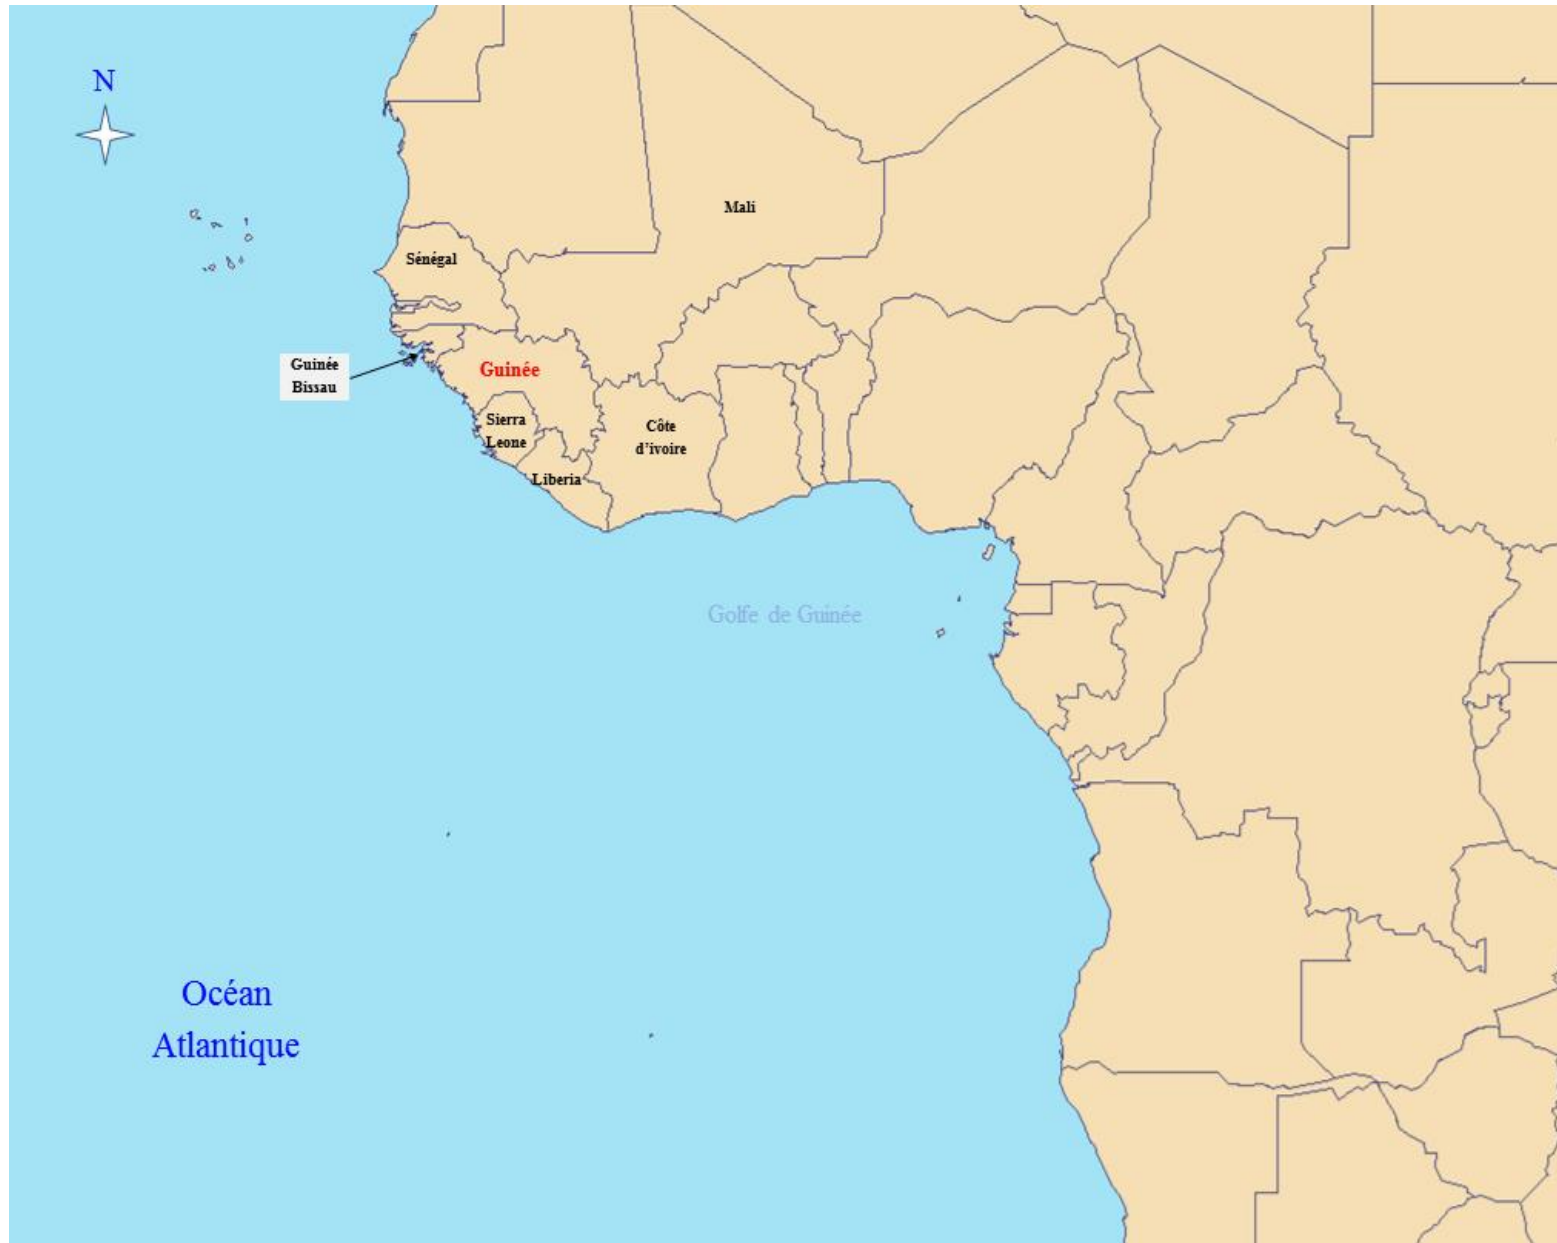 N
Mali
Sénégal
Guinée
Bissau
Guinée
Sierra
Leone
Côte
d'ivoire
Liberia
Golfe de Guinée
Océan
Atlantique